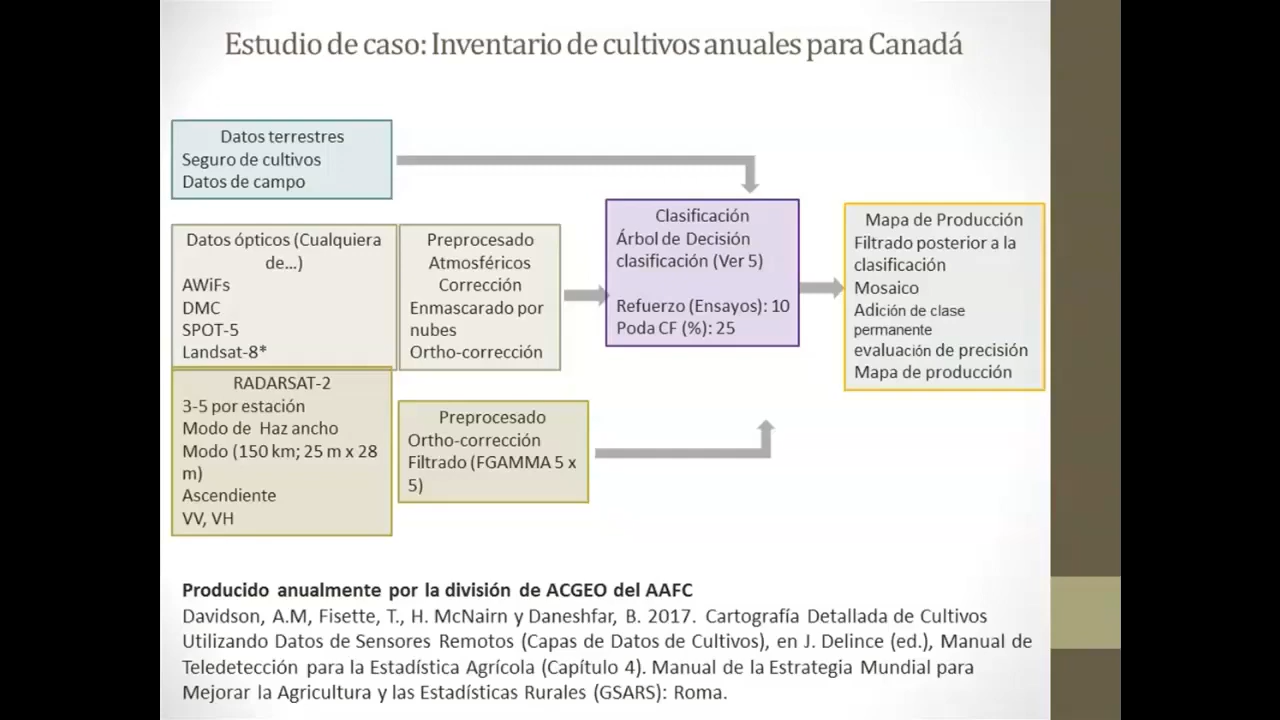 Estudio de caso: Inventario de cultivos anuales para Canadá
Datos terrestres
Seguro de cultivos
Datos de campo
Datos ópticos (Cualquiera
de…)
AWiFs
DMC
SPOT-5
Landsat-8*
Preprocesado
Atmosféricos
Corrección
Enmascarado por
nubes
Ortho-corrección
RADARSAT-2
3-5 por estación
Modo de Haz ancho
Modo (150 km; 25 m x 28
m)
Ascendiente
VV, VH
Preprocesado
Ortho-corrección
Filtrado (FGAMMA 5 x
5)
Clasificación
Árbol de Decisión
clasificación (Ver 5)
Refuerzo (Ensayos): 10
Poda CF (%): 25
Mapa de Producción
Filtrado posterior a la
clasificación
Mosaico
Adición de clase
permanente
evaluación de precisión
Mapa de producción
Producido anualmente por la división de ACGEO del AAFC
Davidson, A.M, Fisette, T., H. McNairn y Daneshfar, B. 2017. Cartografía Detallada de Cultivos
Utilizando Datos de Sensores Remotos (Capas de Datos de Cultivos), en J. Delince (ed.), Manual de
Teledetección para la Estadística Agrícola (Capítulo 4). Manual de la Estrategia Mundial para
Mejorar la Agricultura y las Estadísticas Rurales (GSARS): Roma.